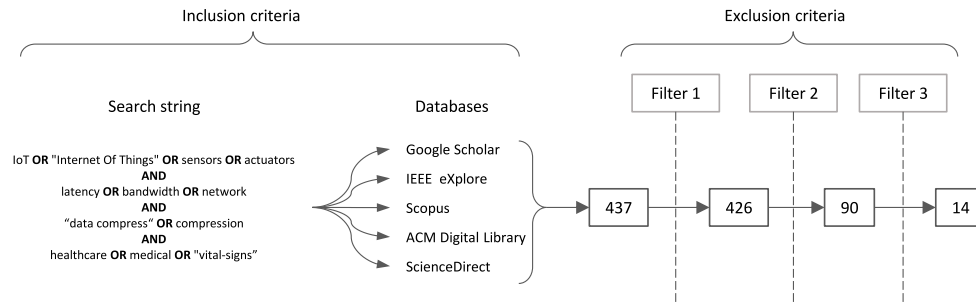 Inclusion criteria
Exclusion criteria
Filter 1
Filter 2
Filter 3
Search string
Databases
IoT OR "Internet Of Things" OR sensors OR actuators
AND
latency OR bandwidth OR network
AND
“data compress“ OR compression
AND
healthcare OR medical OR "vital-signs”
Google Scholar
IEEE eXplore
Scopus
ACM Digital Library
ScienceDirect
437
426
90
14